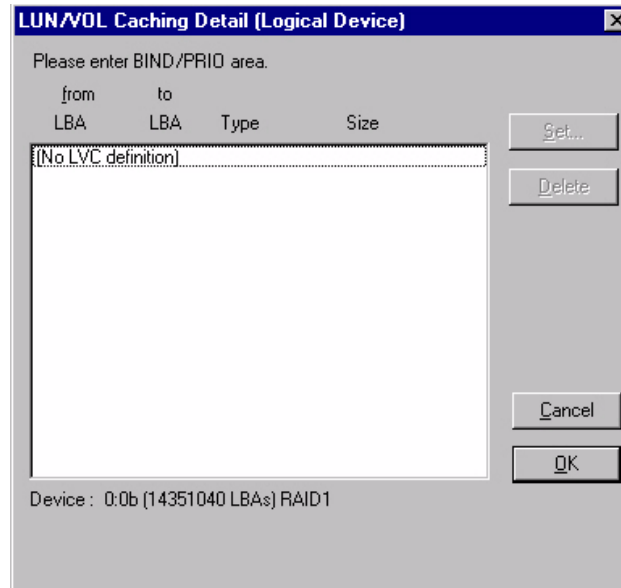 LUN/VOL Caching Detail (Logical Device)
Please enter BIND/PRIO area.
from to
LBA LBA Type Size
(No LVC definition)
Set...
Delete
Cancel
OK
Device : 0:0b (14351040 LBAs) RAID1